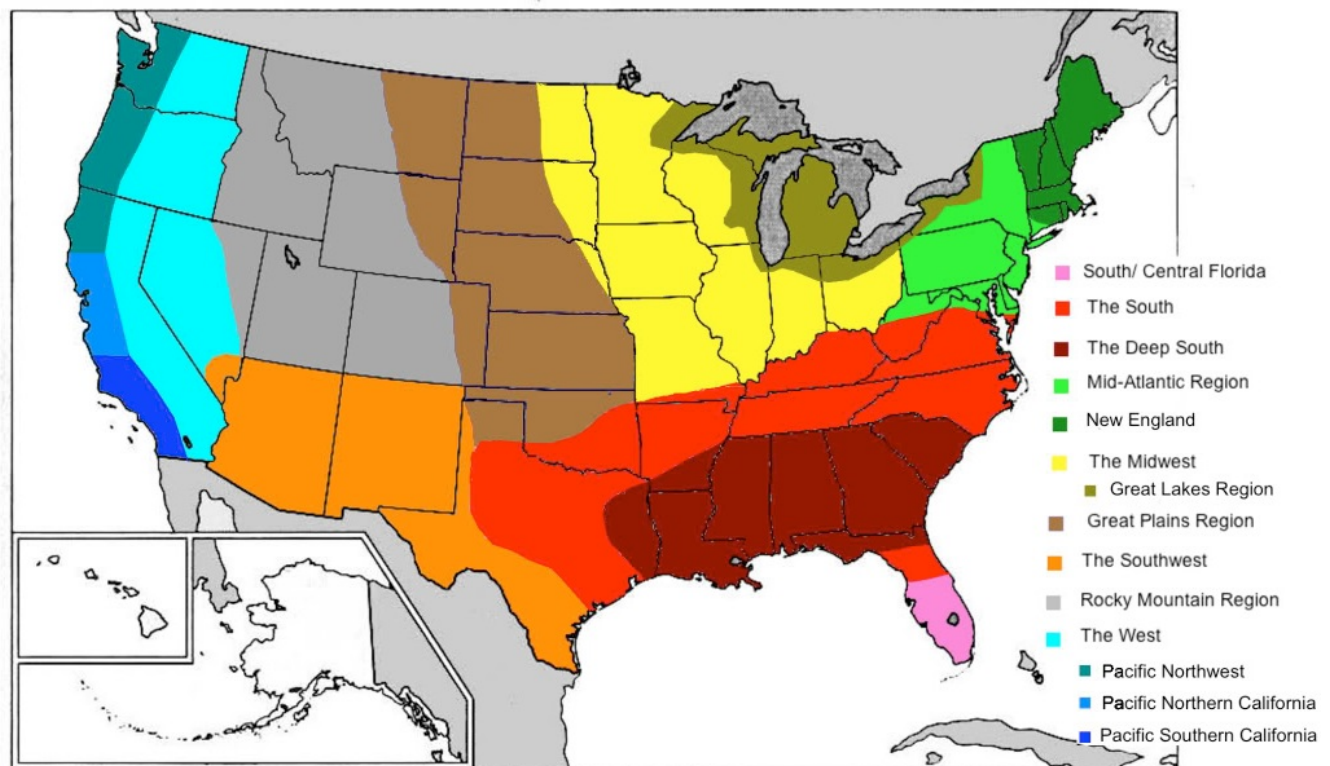 South/ Central Florida
The South
The Deep South
Mid-Atlantic Region
New England
The Midwest
Great Lakes Region
Great Plains Region
The Southwest
Rocky Mountain Region
The West
Pacific Northwest
Pacific Northern California
Pacific Southern California